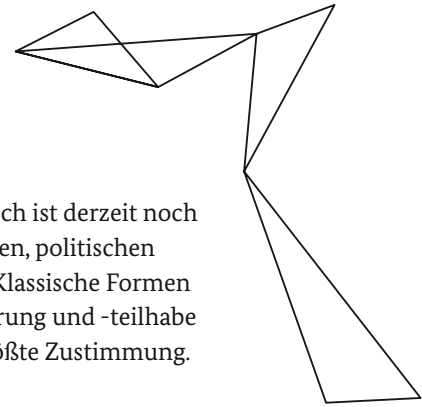 ch ist derzeit noch
en, politischen
Klassische Formen
rung und -teilhabe
ößte Zustimmung.